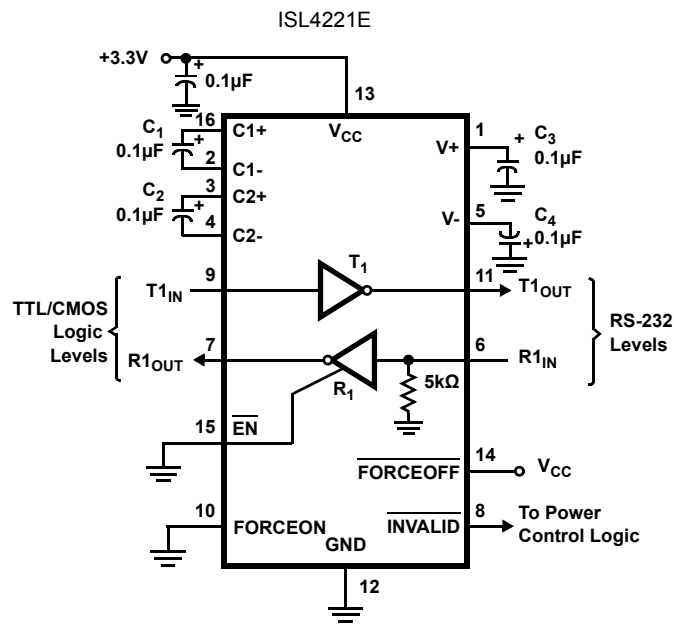 ISL4221E
+3.3V
+
0.1µF
13
16
C1+
VCC
1
C1
0.1µF
+
2
C1-
V+
+
C3
0.1µF
3
C2+
C2
0.1µF
+
4
C2-
5
V-
C4
0.1µF
+
T1
9
11
T1IN
T1OUT
TTL/CMOS
Logic
Levels
RS-232
Levels
7
6
R1OUT
R1IN
R1
5kΩ
15
EN
14
FORCEOFF
VCC
10
8
FORCEON
INVALID
To Power
Control Logic
GND
12